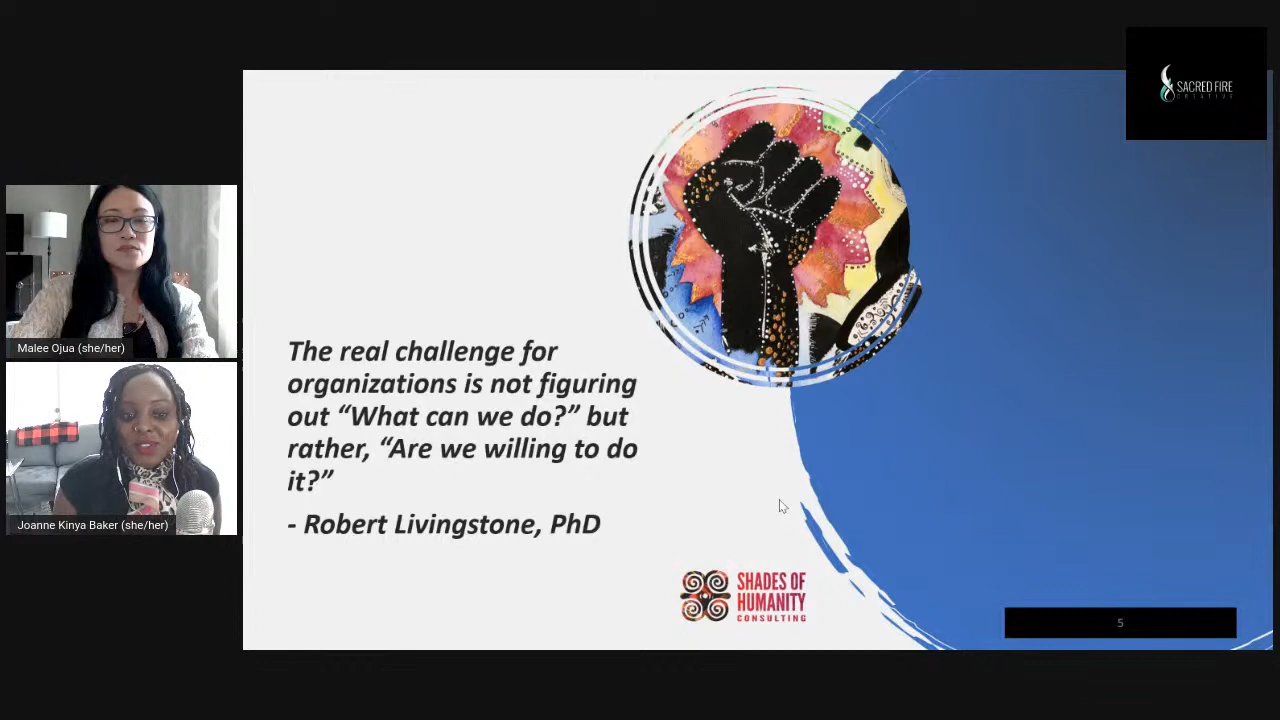 SACRED FIRE
CREATIVE
Malee Ojua (she/her)
Joanne Kinya Baker (she/her)
The real challenge for
organizations is not figuring
out “What can we do?” but
rather, “Are we willing to do
it?”
- Robert Livingstone, PhD
SHADES OF
HUMANITY
CONSULTING
5